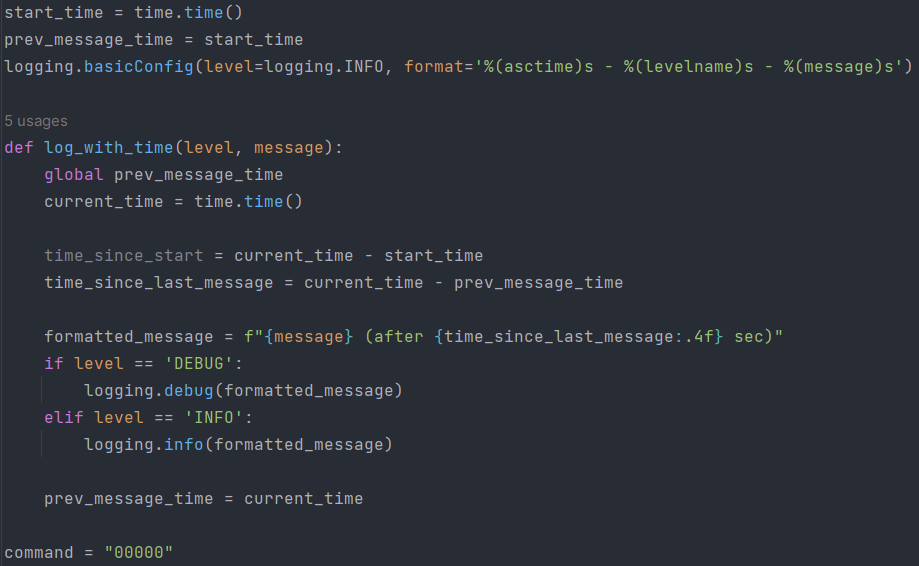 start_time = time.time()
prev_message_time = start_time
logging.basicConfig(level=logging.INFO, format='%(asctime)s - %(levelname)s - %(message)s')
5 usages
def log_with_time(level, message):
    global prev_message_time
    current_time = time.time()
    time_since_start = current_time - start_time
    time_since_last_message = current_time - prev_message_time
    formatted_message = f"{message} (after {time_since_last_message:.4f} sec)"
    if level == 'DEBUG':
        logging.debug(formatted_message)
    elif level == 'INFO':
        logging.info(formatted_message)
    prev_message_time = current_time
command = "00000"